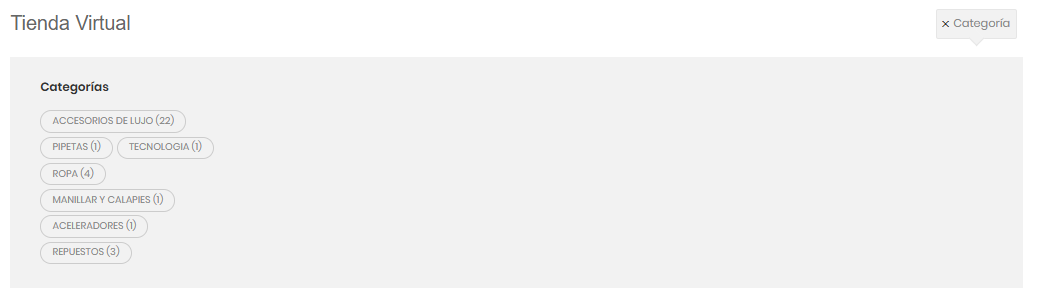 Tienda Virtual
× Categoría
Categorías
ACCESORIOS DE LUJO (22)
PIPETAS (1) TECNOLOGIA (1)
ROPA (4)
MANILLAR Y CALAPIES (1)
ACELERADORES (1)
REPUESTOS (3)